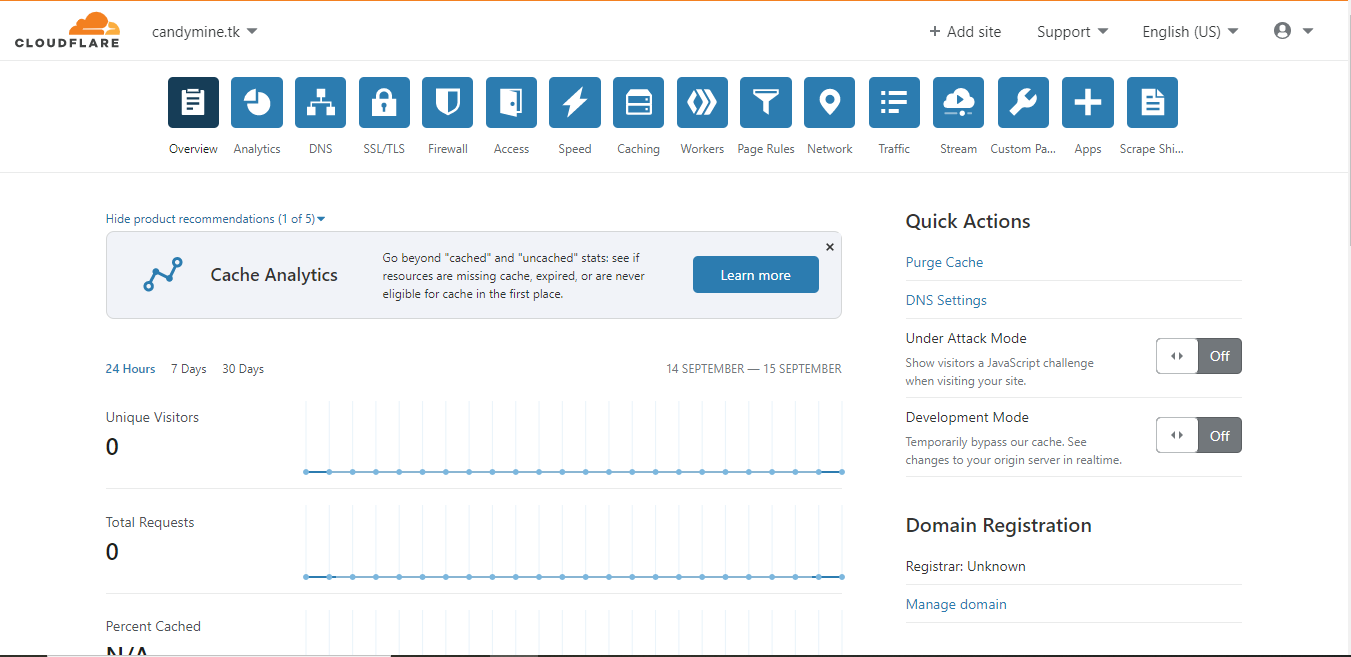 CLOUDFLARE
candymine.tk
+ Add site
Support
English (US)
Overview
Analytics
DNS
SSL/TLS
Firewall
Access
Speed
Caching
Workers
Page Rules
Network
Traffic
Stream
Custom Pa...
Apps
Scrape Shi...
Hide product recommendations (1 of 5)
Cache Analytics
Go beyond "cached" and "uncached" stats: see if
resources are missing cache, expired, or are never
eligible for cache in the first place.
Learn more
×
24 Hours
7 Days
30 Days
14 SEPTEMBER — 15 SEPTEMBER
Unique Visitors
0
Total Requests
0
Percent Cached
N/A
Quick Actions
Purge Cache
DNS Settings
Under Attack Mode
Show visitors a JavaScript challenge
when visiting your site.
Off
Development Mode
Temporarily bypass our cache. See
changes to your origin server in realtime.
Off
Domain Registration
Registrar: Unknown
Manage domain